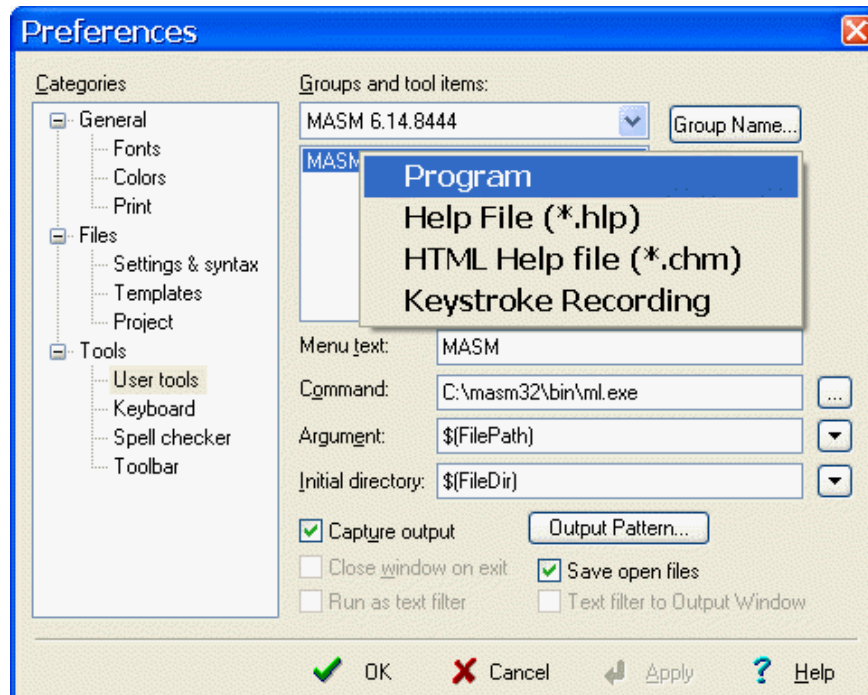 Preferences
Categories
General
Fonts
Colors
Print
Files
Settings & syntax
Templates
Project
Tools
User tools
Keyboard
Spell checker
Toolbar
Groups and tool items:
MASM 6.14.8444
Group Name...
MASM
Program
Help File (*.hlp)
HTML Help file (*.chm)
Keystroke Recording
Menu text: MASM
Command: C:\masm32\bin\ml.exe ...
Argument: $(FilePath)
Initial directory: $(FileDir)
Capture output Output Pattern...
Close window on exit Save open files
Run as text filter Text filter to Output Window
OK Cancel Apply ? Help